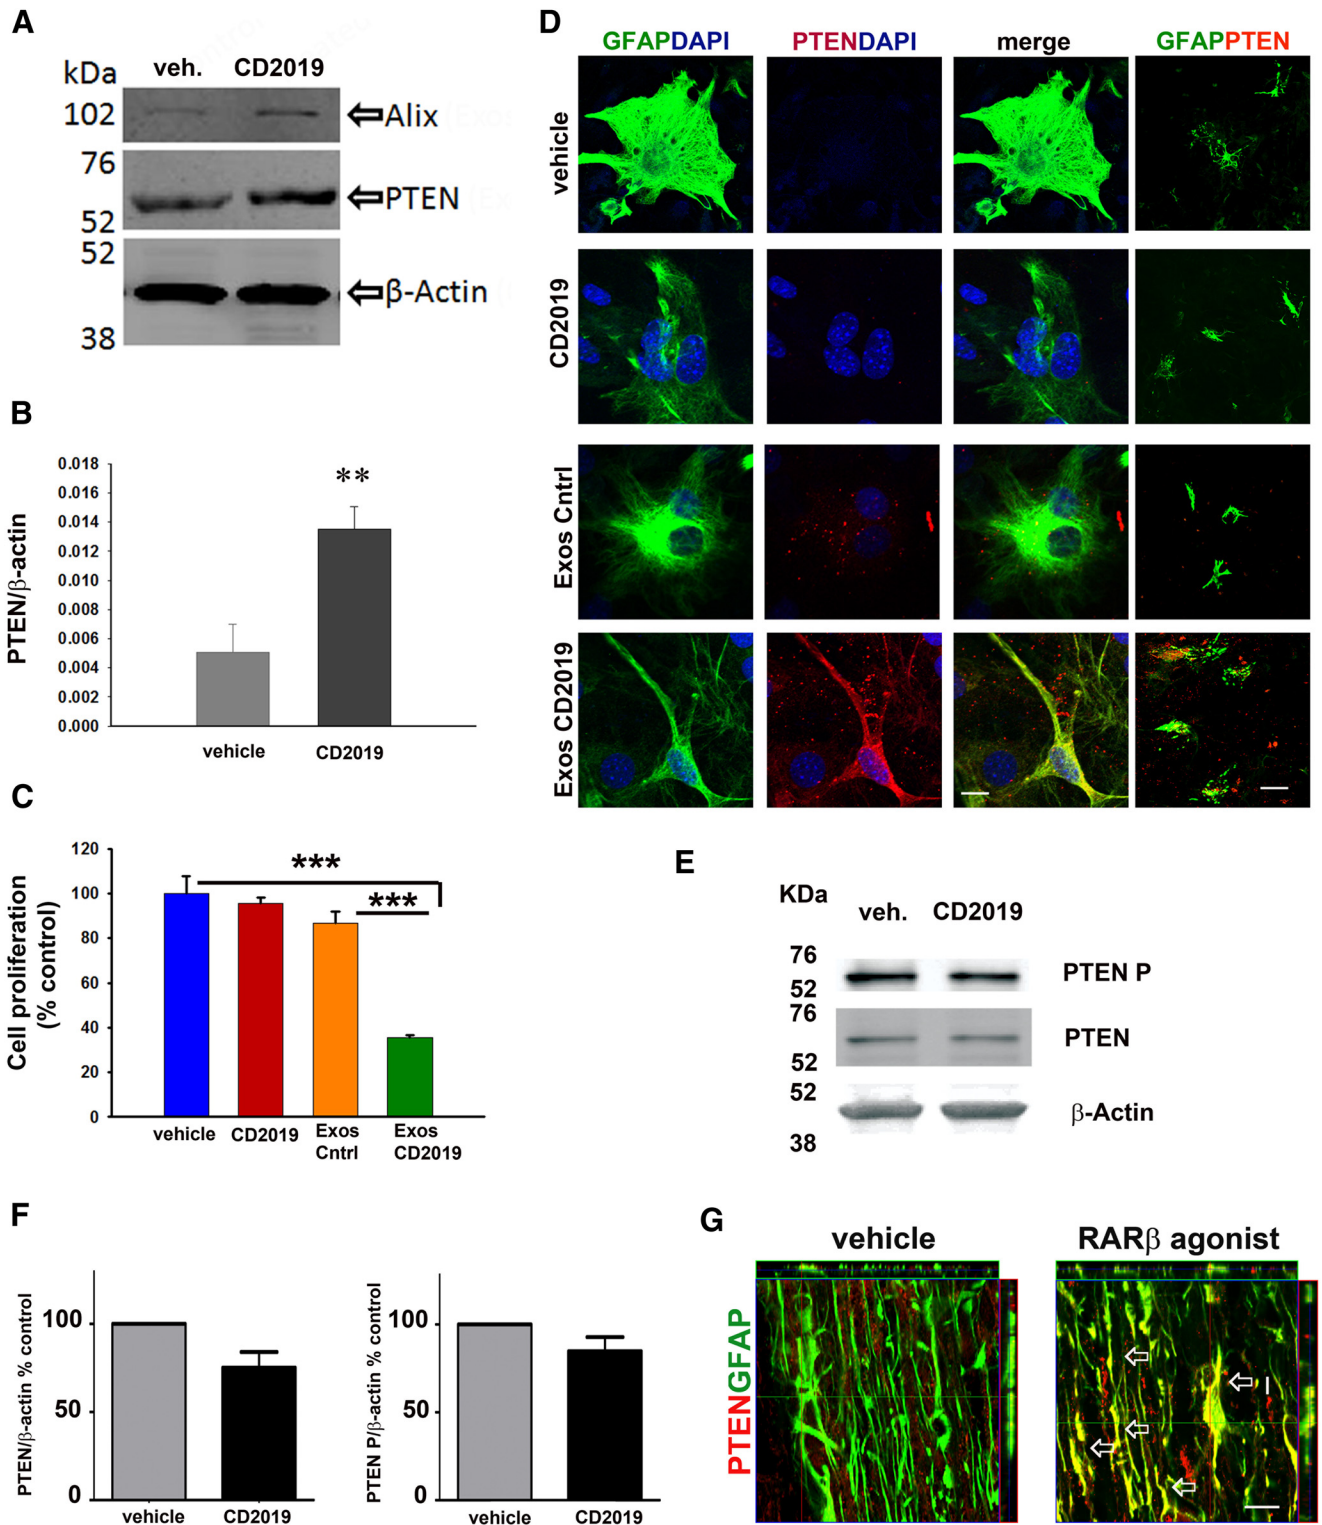 A
kDa
veh. CD2019
102
Alix
76
PTEN
52
52
β-Actin
38
B
PTEN/β-actin
0.018
0.016
0.014
0.012
0.010
0.008
0.006
0.004
0.002
0.000
**
vehicle
CD2019
C
Cell proliferation
(% control)
120
100
80
60
40
20
0
***
***
vehicle
CD2019
Exos
Cntrl
Exos
CD2019
D
GFAPDAPI
PTENDAPI
merge
GFAPPTEN
vehicle
CD2019
Exos Cntrl
Exos CD2019
E
KDa
veh. CD2019
76
PTEN P
52
76
PTEN
52
52
β-Actin
38
F
PTEN/β-actin % control
100
50
0
vehicle
CD2019
PTEN P/β-actin % control
100
50
0
vehicle
CD2019
G
vehicle
RARβ agonist
PTENGFAP